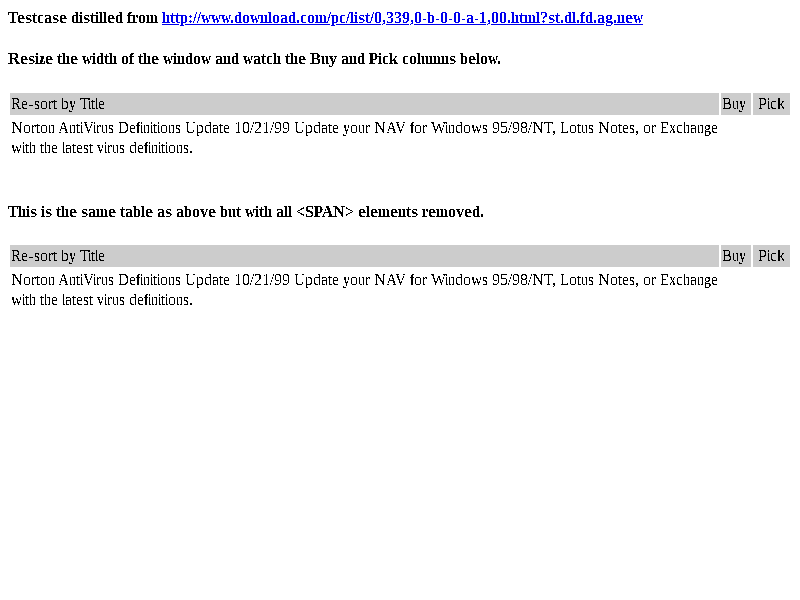 Testcase distilled from http://www.download.com/pc/list/0,339,0-b-0-0-a-1,00.html?st.dl.fd.ag.new
Resize the width of the window and watch the Buy and Pick columns below.
Re-sort by Title Buy Pick
Norton AntiVirus Definitions Update 10/21/99 Update your NAV for Windows 95/98/NT, Lotus Notes, or Exchange
with the latest virus definitions.
This is the same table as above but with all <SPAN> elements removed.
Re-sort by Title Buy Pick
Norton AntiVirus Definitions Update 10/21/99 Update your NAV for Windows 95/98/NT, Lotus Notes, or Exchange
with the latest virus definitions.